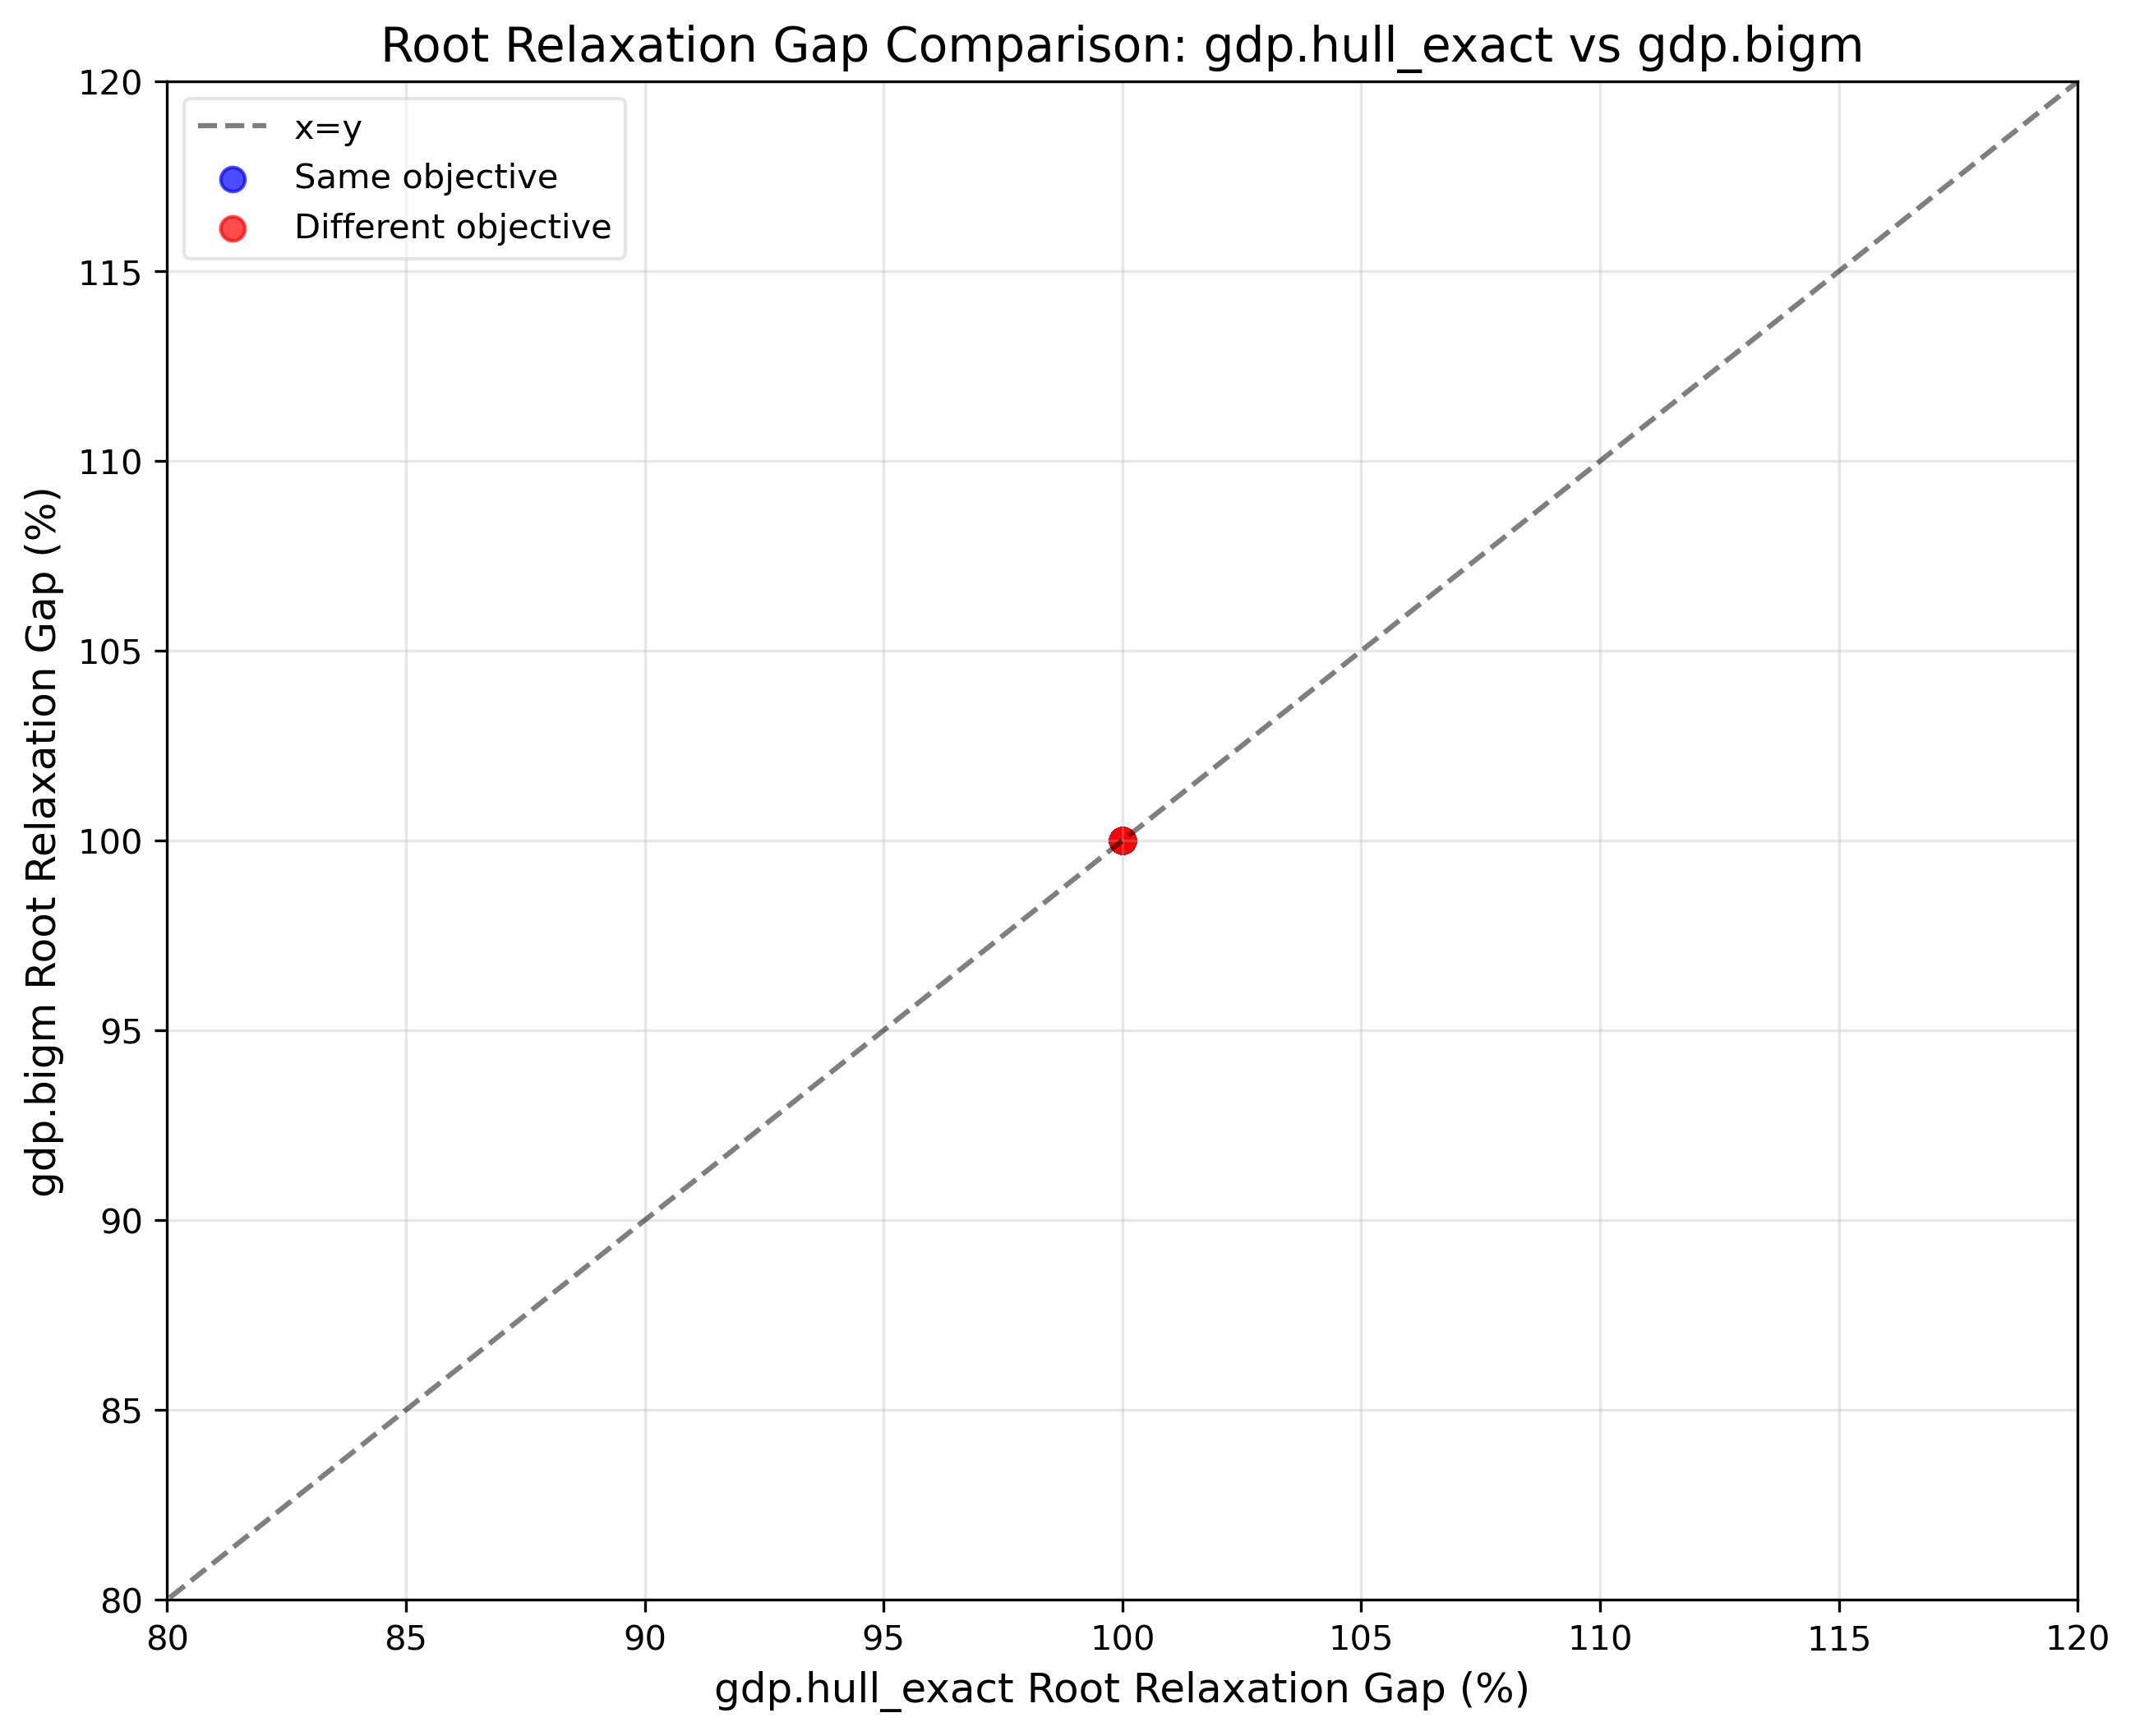 Root Relaxation Gap Comparison: gdp.hull_exact vs gdp.bigm
x=y
Same objective
Different objective
gdp.bigm Root Relaxation Gap (%)
120
115
110
105
100
95
90
85
80
80 85 90 95 100 105 110 115 120
gdp.hull_exact Root Relaxation Gap (%)